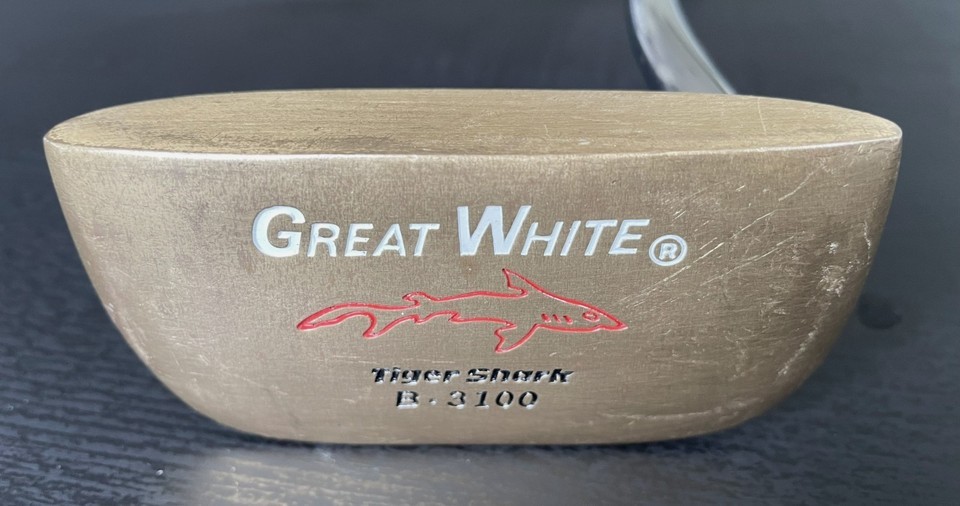 GREAT WHITE®
Tiger Shark
B - 3100